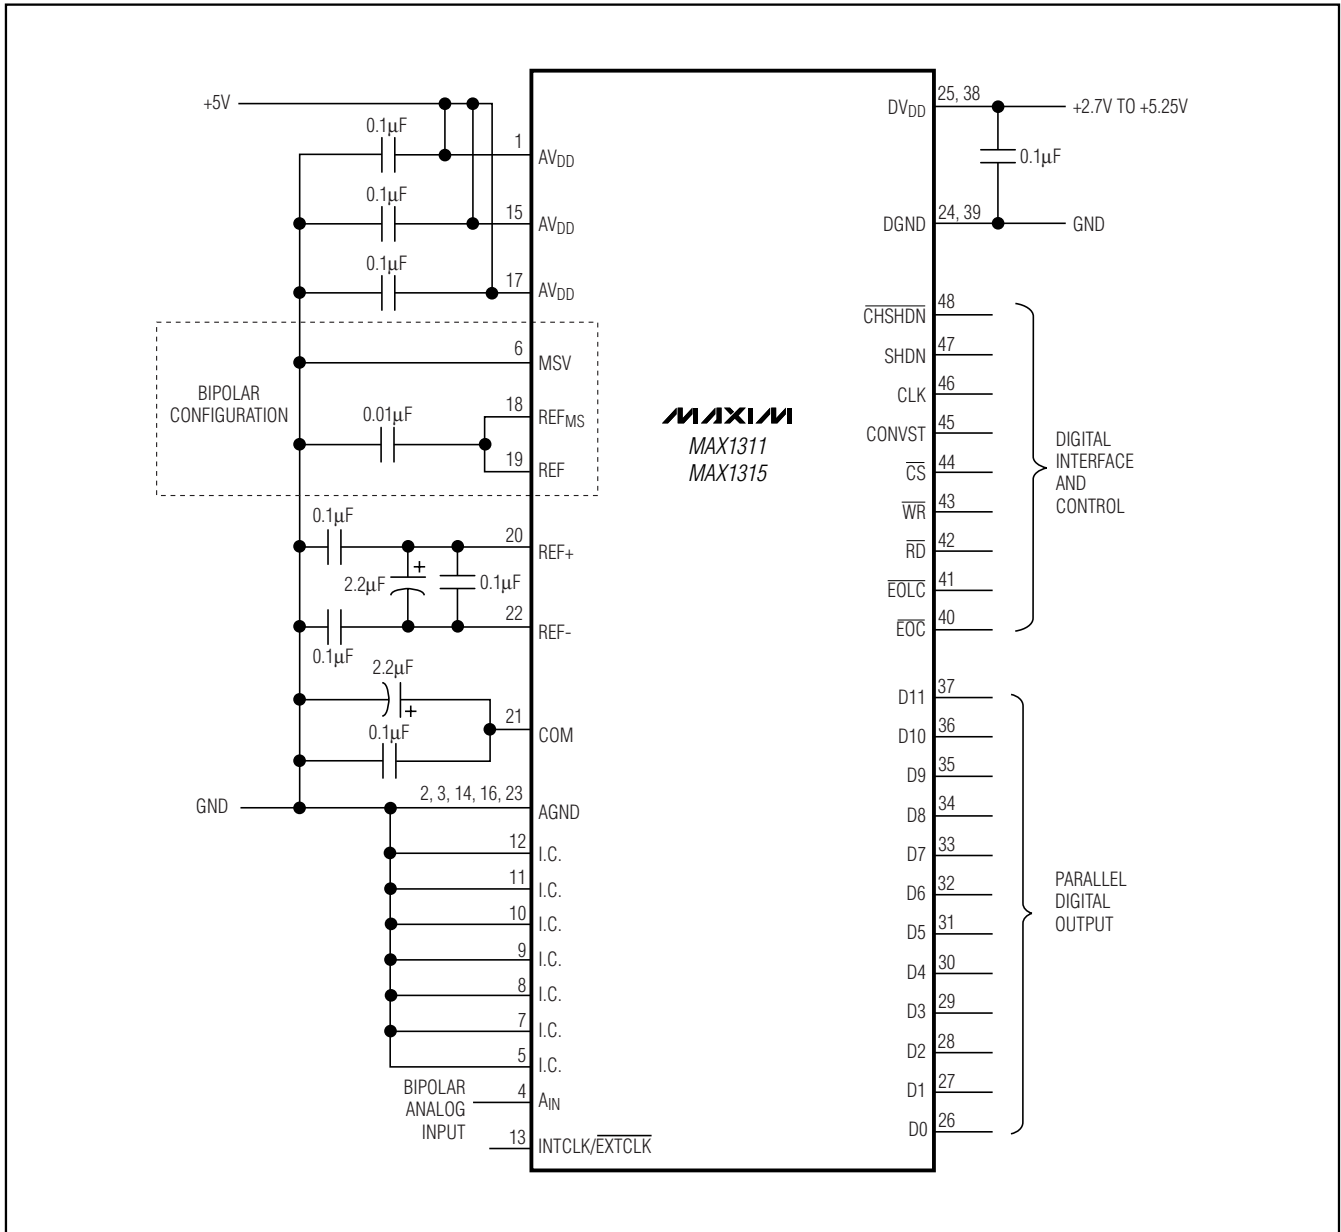 +5V
0.1µF
1
AVDD
0.1µF
15
AVDD
0.1µF
17
AVDD
BIPOLAR
CONFIGURATION
6
MSV
0.01µF
18
REFMS
19
REF
0.1µF
20
REF+
2.2µF
+
0.1µF
22
REF-
0.1µF
2.2µF
+
0.1µF
21
COM
GND
2, 3, 14, 16, 23
AGND
12
I.C.
11
I.C.
10
I.C.
9
I.C.
8
I.C.
7
I.C.
5
I.C.
BIPOLAR
ANALOG
INPUT
4
AIN
13
INTCLK/EXTCLK
MAXIM
MAX1311
MAX1315
DVDD
25, 38
+2.7V TO +5.25V
0.1µF
DGND
24, 39
GND
CHSHDN
48
SHDN
47
CLK
46
CONVST
45
CS
44
WR
43
RD
42
EOLC
41
EOC
40
DIGITAL
INTERFACE
AND
CONTROL
D11
37
D10
36
D9
35
D8
34
D7
33
D6
32
D5
31
D4
30
D3
29
D2
28
D1
27
D0
26
PARALLEL
DIGITAL
OUTPUT